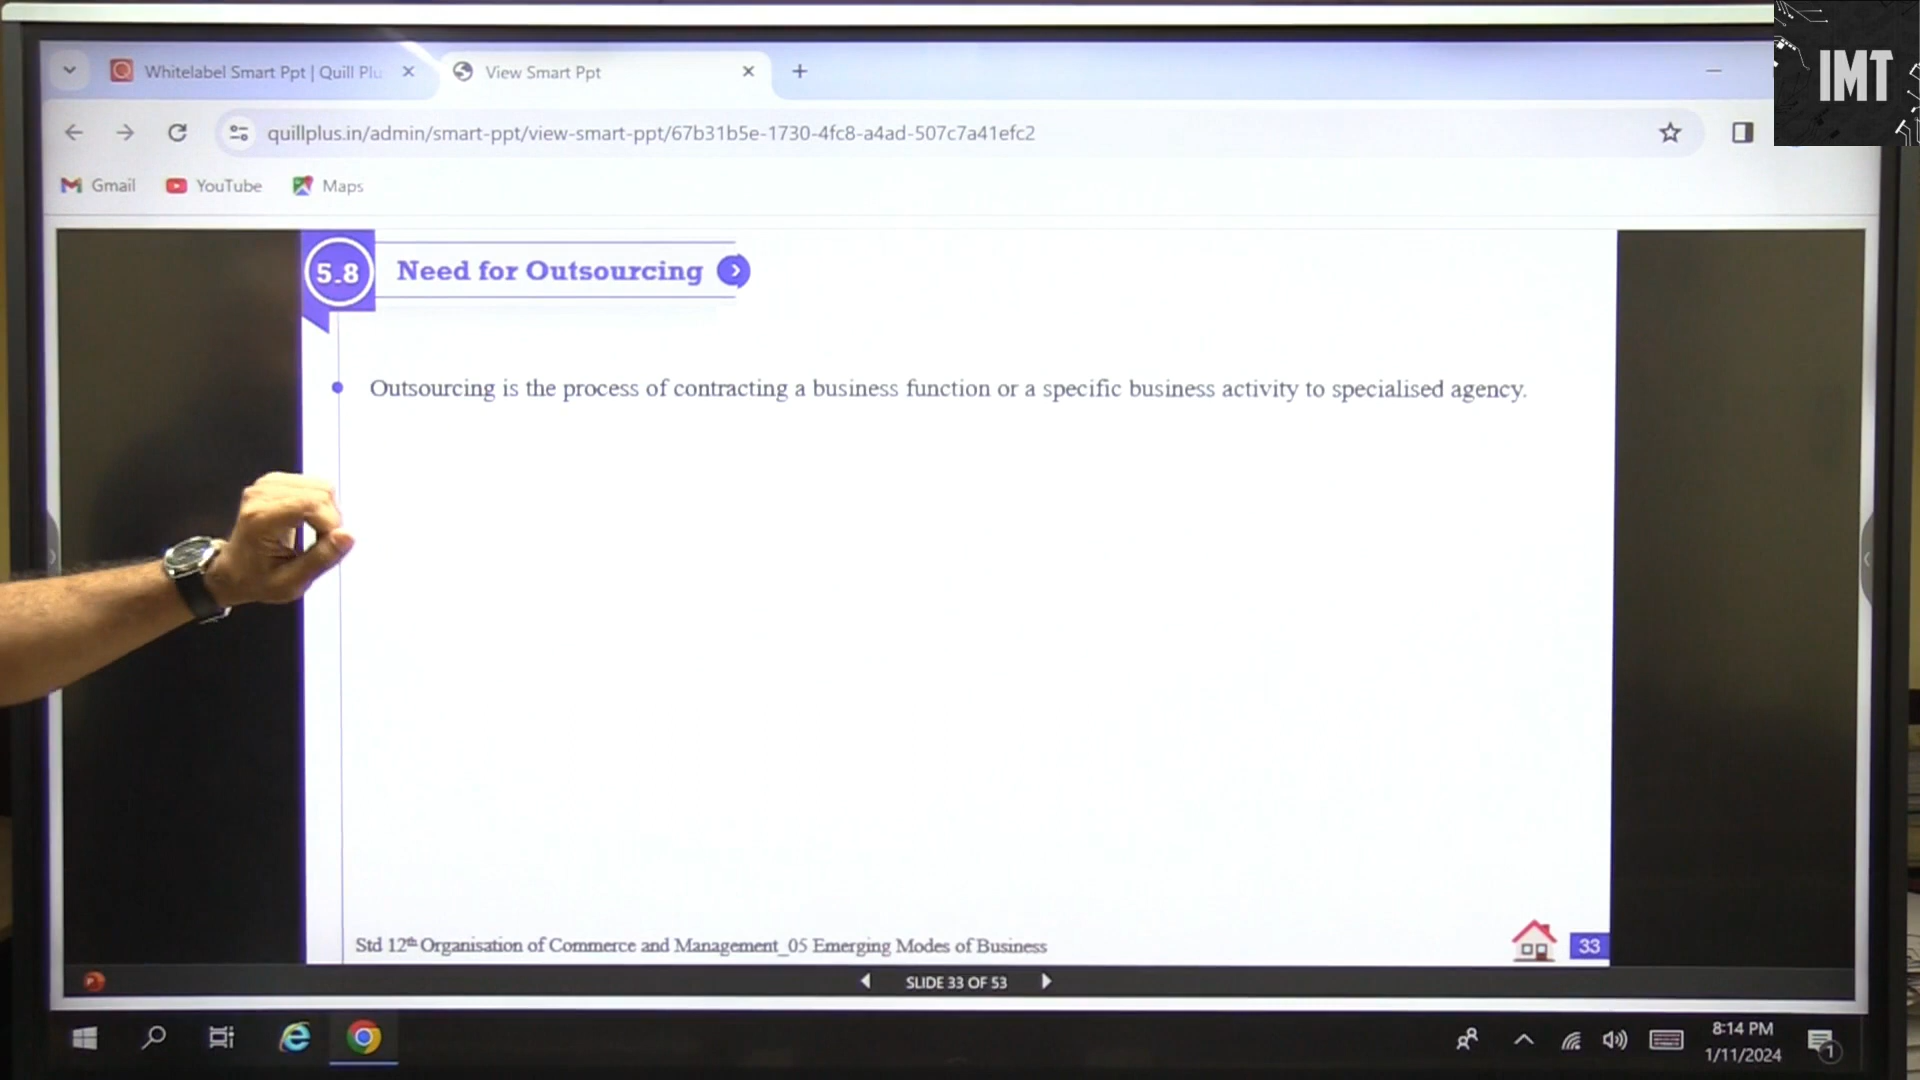 IMT
Whitelabel Smart Ppt | Quill Plu
View Smart Ppt
quillplus.in/admin/smart-ppt/view-smart-ppt/67b31b5e-1730-4fc8-a4ad-507c7a41efc2
Gmail
YouTube
Maps
5.8
Need for Outsourcing
Outsourcing is the process of contracting a business function or a specific business activity to specialised agency.
Std 12th Organisation of Commerce and Management_05 Emerging Modes of Business
33
SLIDE 33 OF 53
8:14 PM
1/11/2024
1